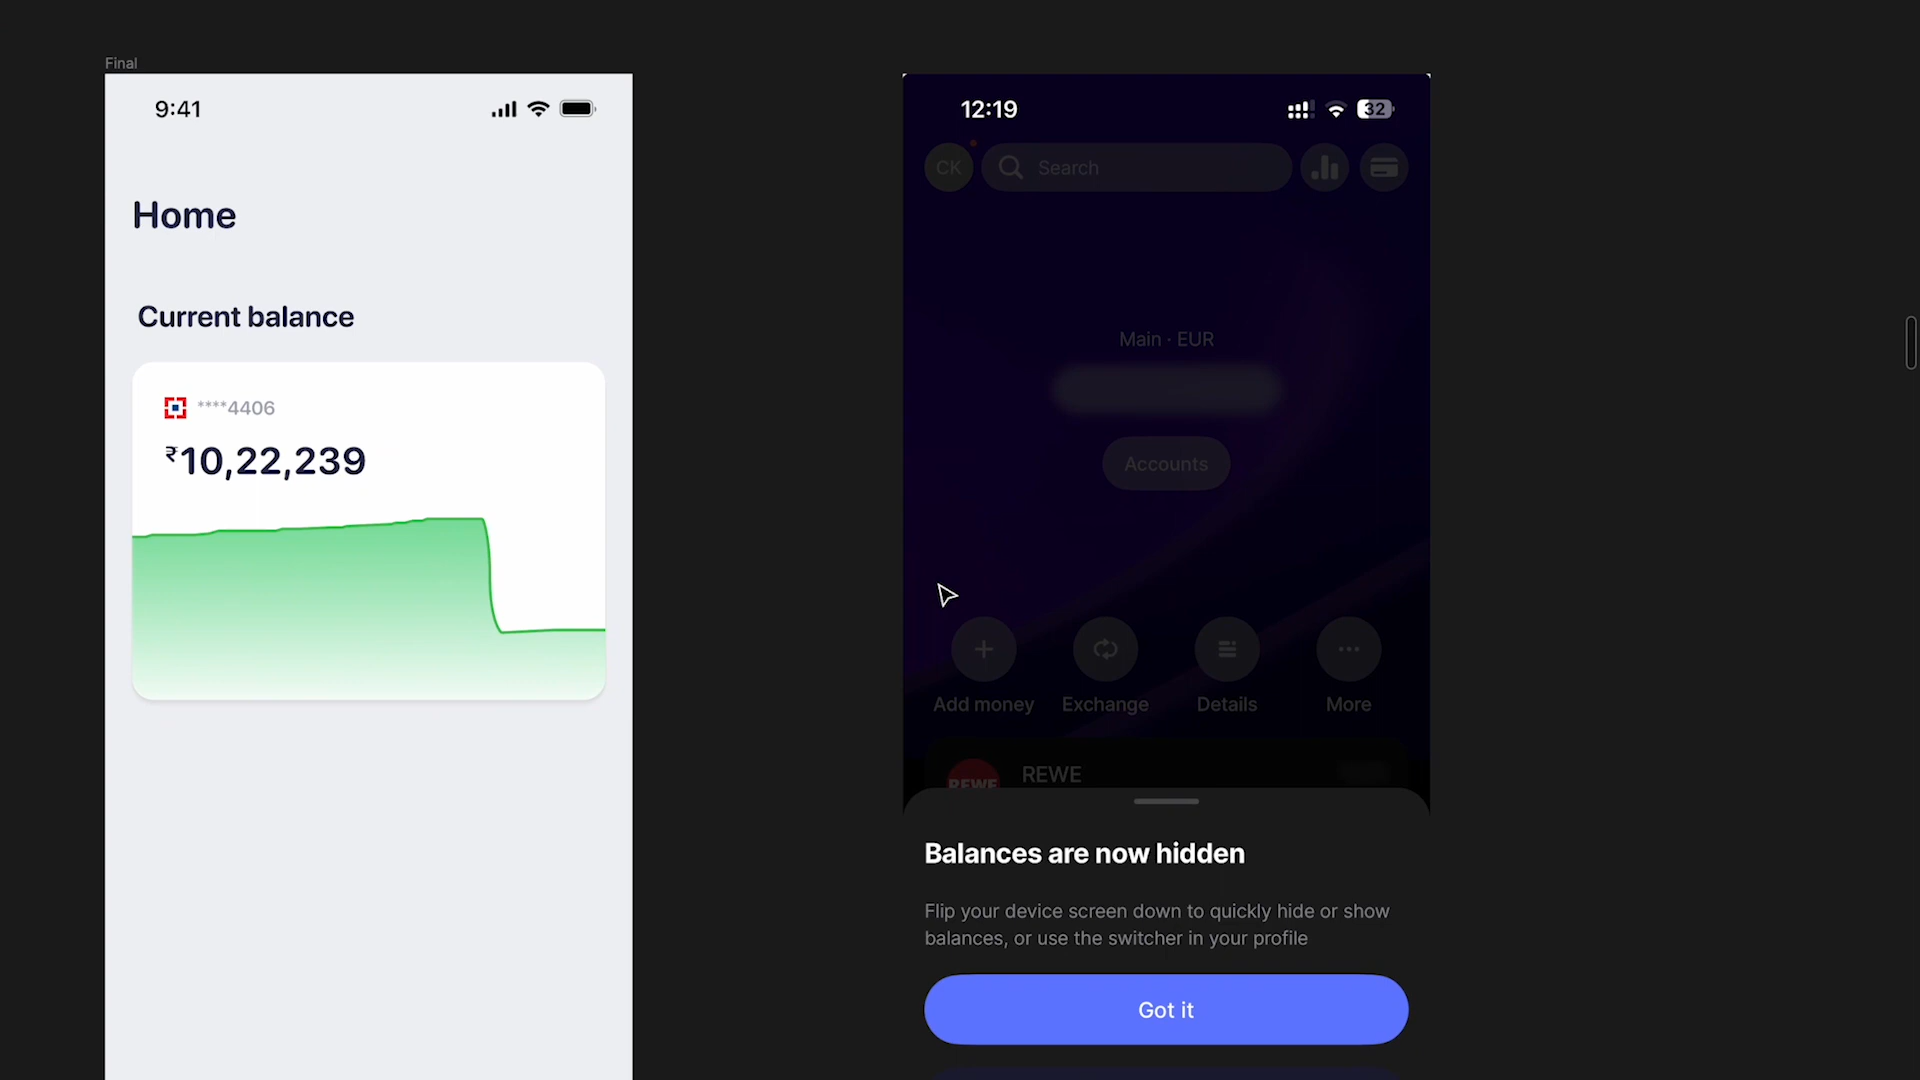 Final
9:41
Home
Current balance
****4406
₹10,22,239
12:19
32
CK
Search
Main · EUR
Accounts
Add money
Exchange
Details
More
REWE
REWE
Balances are now hidden
Flip your device screen down to quickly hide or show
balances, or use the switcher in your profile
Got it